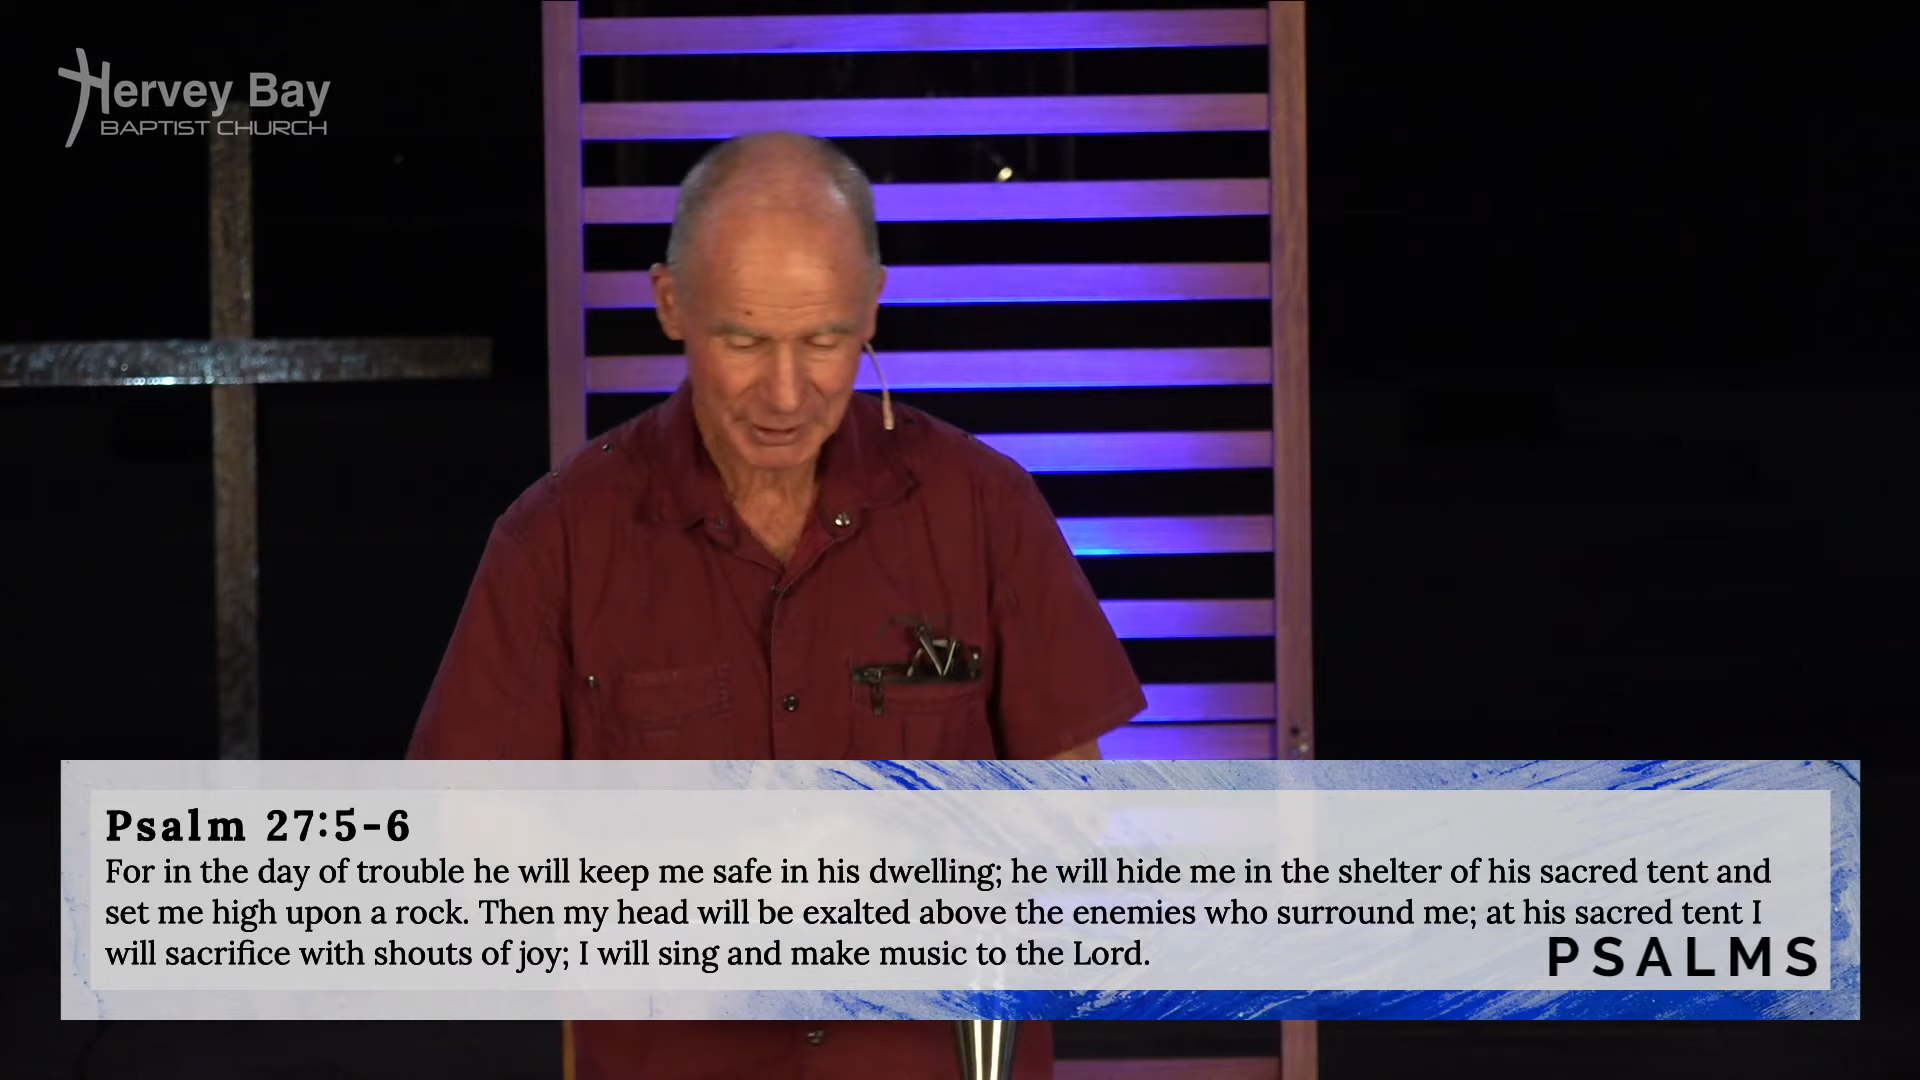 Hervey Bay
BAPTIST CHURCH
Psalm 27:5-6
For in the day of trouble he will keep me safe in his dwelling; he will hide me in the shelter of his sacred tent and
set me high upon a rock. Then my head will be exalted above the enemies who surround me; at his sacred tent I
will sacrifice with shouts of joy; I will sing and make music to the Lord.
PSALMS